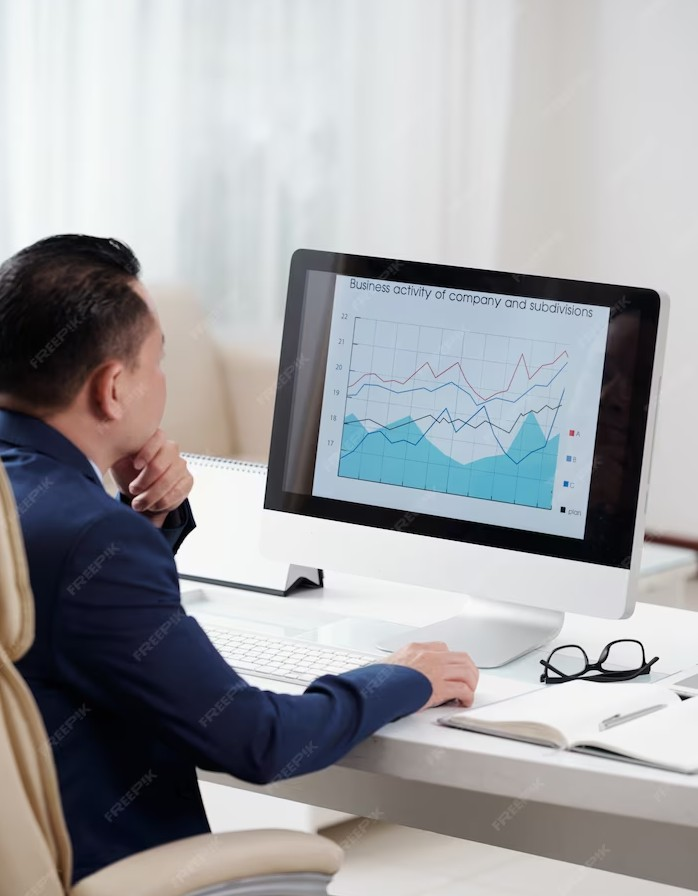 Business activity of company and subdivisions
22
21
20
19
18
17
A
B
C
plan
FREEPIK